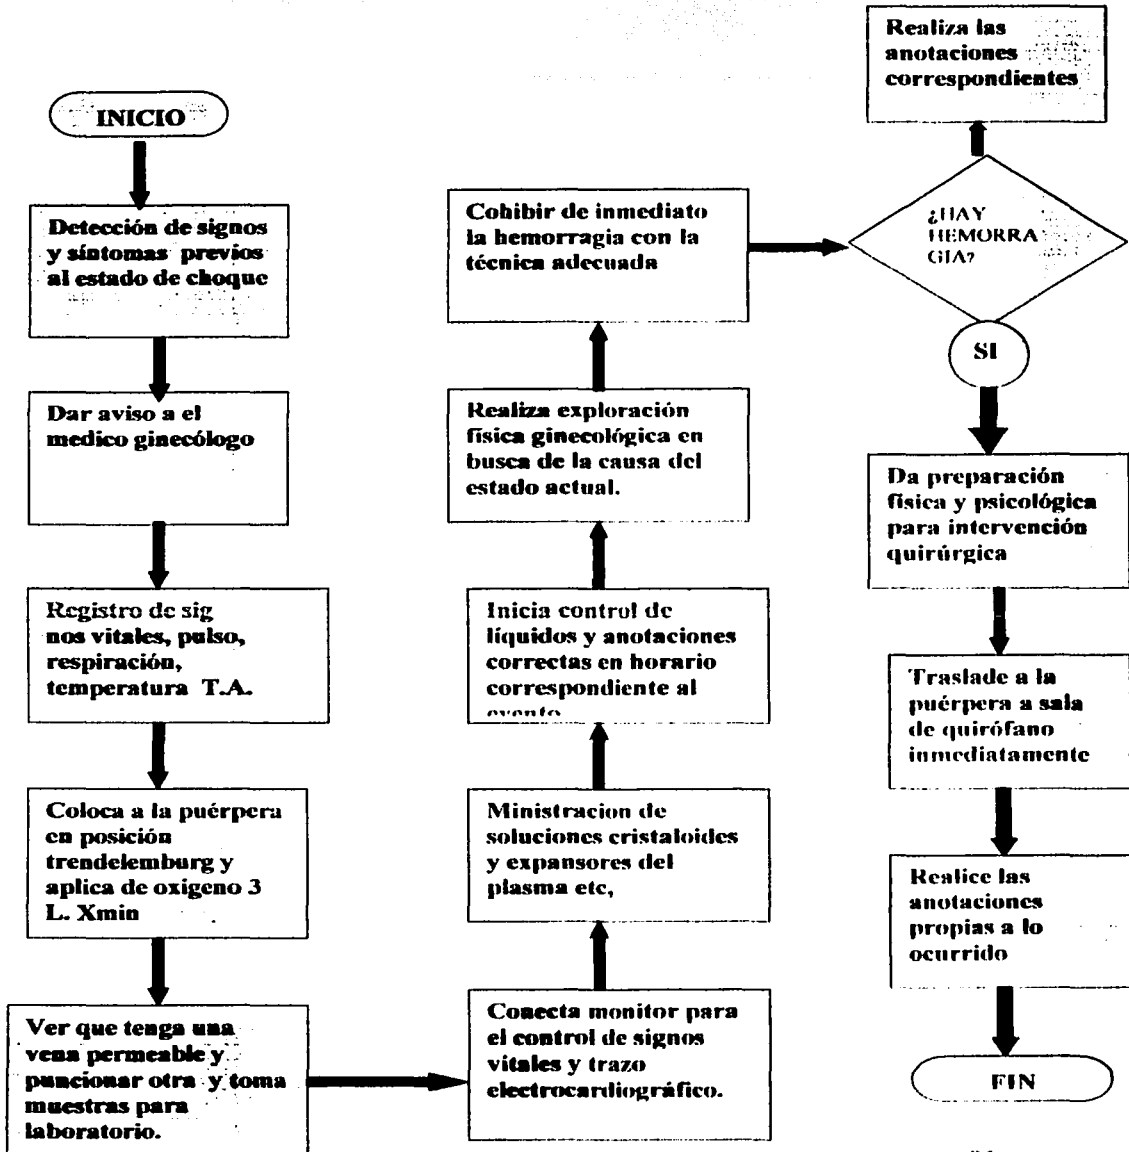 INICIO
Detección de signos
y síntomas previos
al estado de choque
Dar aviso a el
medico ginecólogo
Registro de sig
nos vitales, pulso,
respiración,
temperatura T.A.
Coloca a la puérpera
en posición
trendelemburg y
aplica de oxigeno 3
L. Xmin
Ver que tenga una
vena permeable y
puncionar otra y toma
muestras para
laboratorio.
Conecta monitor para
el control de signos
vitales y trazo
electrocardiográfico.
Ministracion de
soluciones cristaloides
y expansores del
plasma etc,
Inicia control de
líquidos y anotaciones
correctas en horario
correspondiente al
evento
Realiza exploración
física ginecológica en
busca de la causa del
estado actual.
Cohibir de inmediato
la hemorragia con la
técnica adecuada
¿HAY
HEMORRA
GIA?
Realiza las
anotaciones
correspondientes
SI
Da preparación
física y psicológica
para intervención
quirúrgica
Traslade a la
puérpera a sala
de quirófano
inmediatamente
Realice las
anotaciones
propias a lo
ocurrido
FIN